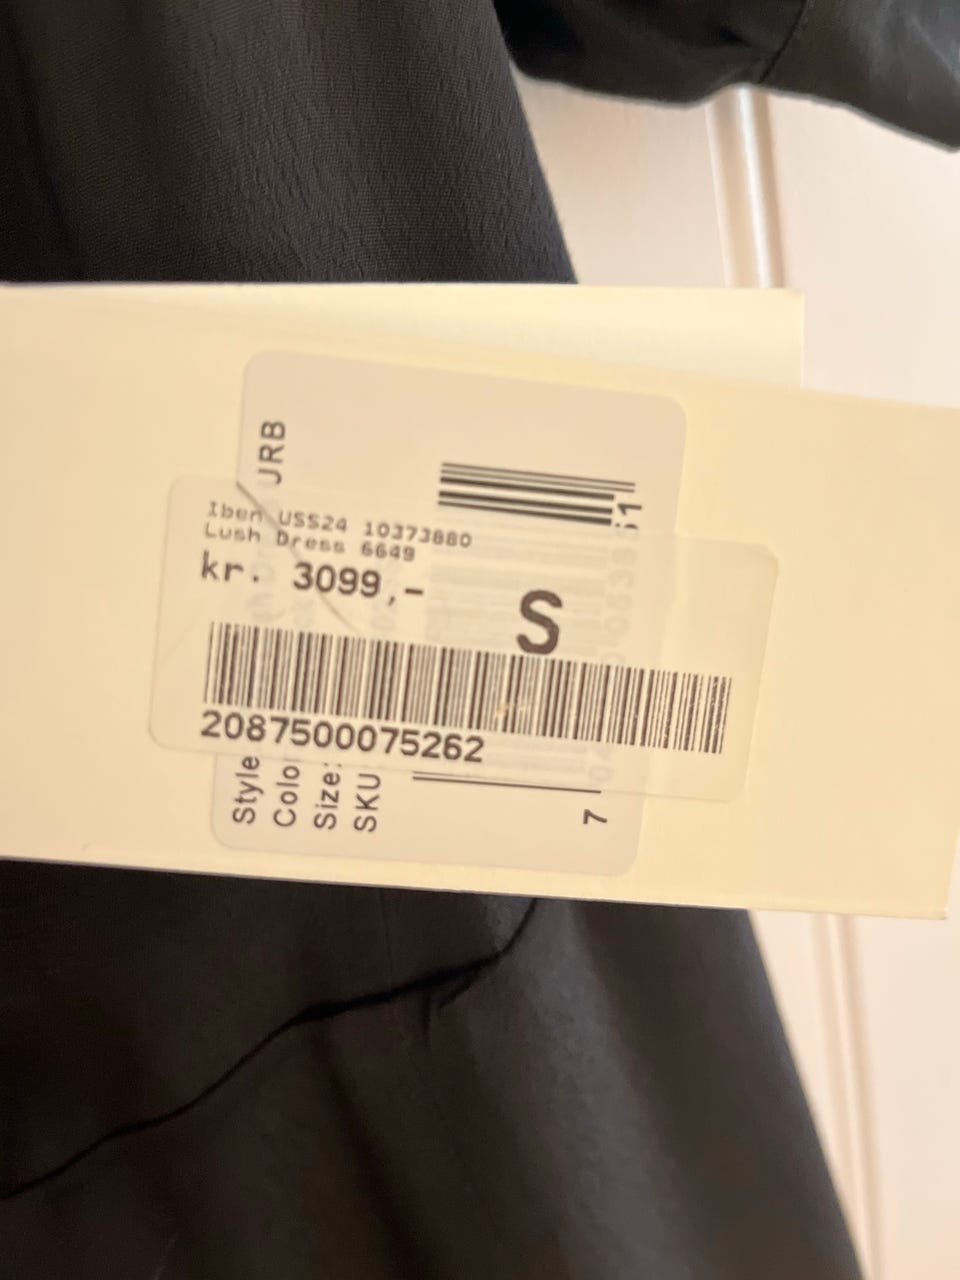 JRB
Iben USS24 10373880
Lush Dress 6649
kr. 3099,-
S
2087500075262
Style
Colo
Size:
SKU
7